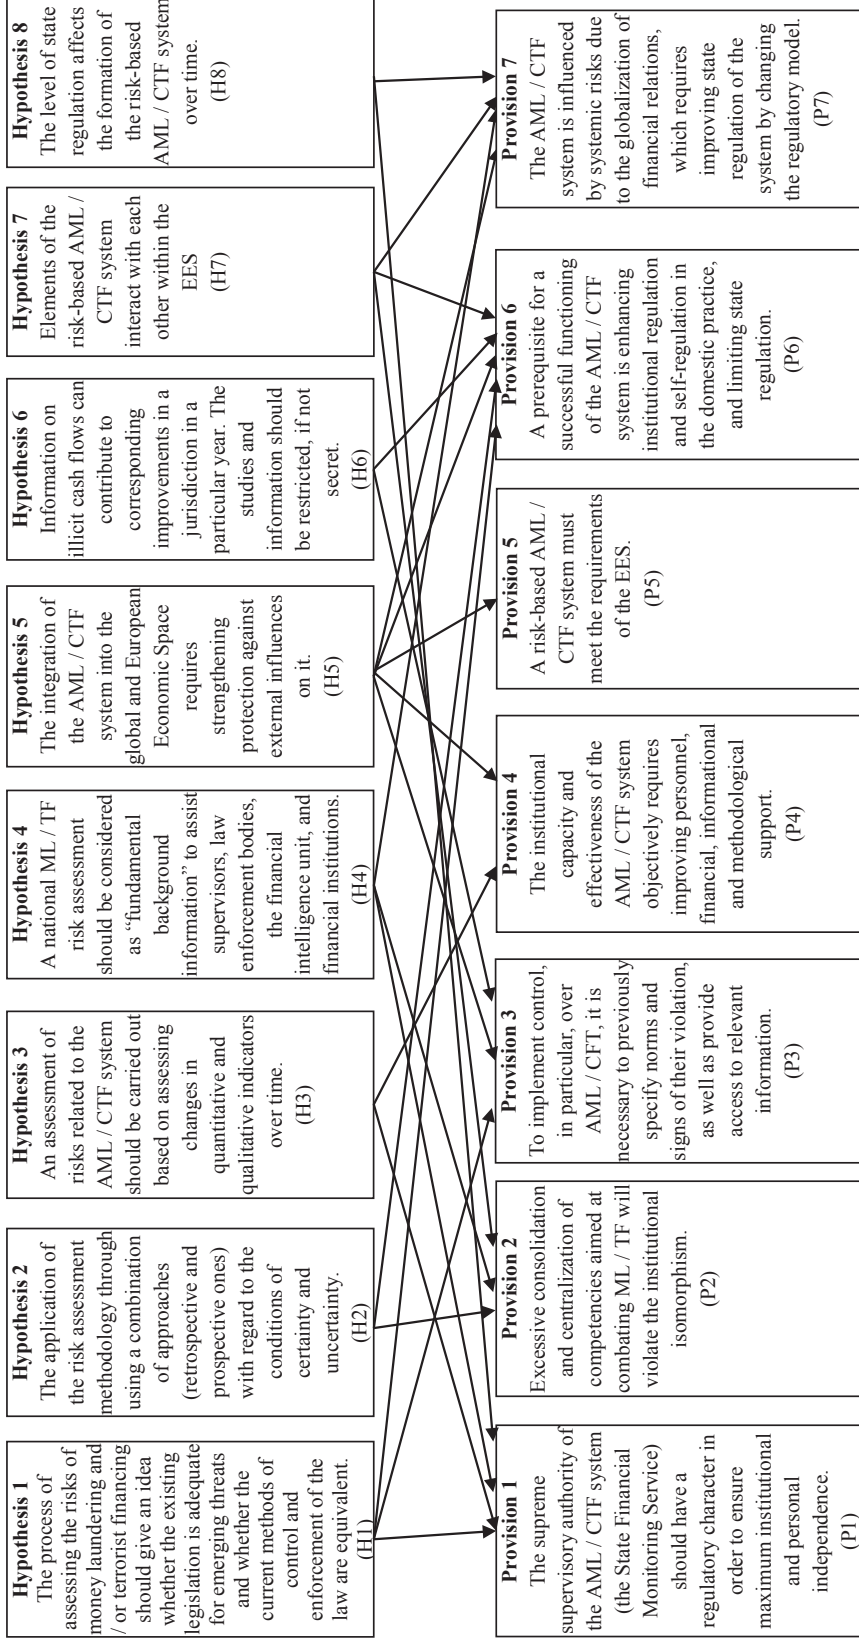 Hypothesis 1
The process of
assessing the risks of
money laundering and
/ or terrorist financing
should give an idea
whether the existing
legislation is adequate
for emerging threats
and whether the
current methods of
control and
enforcement of the
law are equivalent.
(H1)
Hypothesis 2
The application of
the risk assessment
methodology through
using a combination
of approaches
(retrospective and
prospective ones)
with regard to the
conditions of
certainty and
uncertainty.
(H2)
Hypothesis 3
An assessment of
risks related to the
AML / CTF system
should be carried out
based on assessing
changes in
quantitative and
qualitative indicators
over time.
(H3)
Hypothesis 4
A national ML / TF
risk assessment
should be considered
as “fundamental
background
information” to assist
supervisors, law
enforcement bodies,
the financial
intelligence unit, and
financial institutions.
(H4)
Hypothesis 5
The integration of
the AML / CTF
system into the
global and European
Economic Space
requires
strengthening
protection against
external influences
on it.
(H5)
Hypothesis 6
Information on
illicit cash flows can
contribute to
corresponding
improvements in a
jurisdiction in a
particular year. The
studies and
information should
be restricted, if not
secret.
(H6)
Hypothesis 7
Elements of the
risk-based AML /
CTF system
interact with each
other within the
EES
(H7)
Hypothesis 8
The level of state
regulation affects
the formation of
the risk-based
AML / CTF system
over time.
(H8)
Provision 1
The supreme
supervisory authority of
the AML / CTF system
(the State Financial
Monitoring Service)
should have a
regulatory character in
order to ensure
maximum institutional
and personal
independence.
(P1)
Provision 2
Excessive consolidation
and centralization of
competencies aimed at
combating ML / TF will
violate the institutional
isomorphism.
(P2)
Provision 3
To implement control,
in particular, over
AML / CFT, it is
necessary to previously
specify norms and
signs of their violation,
as well as provide
access to relevant
information.
(P3)
Provision 4
The institutional
capacity and
effectiveness of the
AML / CTF system
objectively requires
improving personnel,
financial, informational
and methodological
support.
(P4)
Provision 5
A risk-based AML /
CTF system must
meet the requirements
of the EES.
(P5)
Provision 6
A prerequisite for a
successful functioning
of the AML / CTF
system is enhancing
institutional regulation
and self-regulation in
the domestic practice,
and limiting state
regulation.
(P6)
Provision 7
The AML / CTF
system is influenced
by systemic risks due
to the globalization of
financial relations,
which requires
improving state
regulation of the
system by changing
the regulatory model.
(P7)